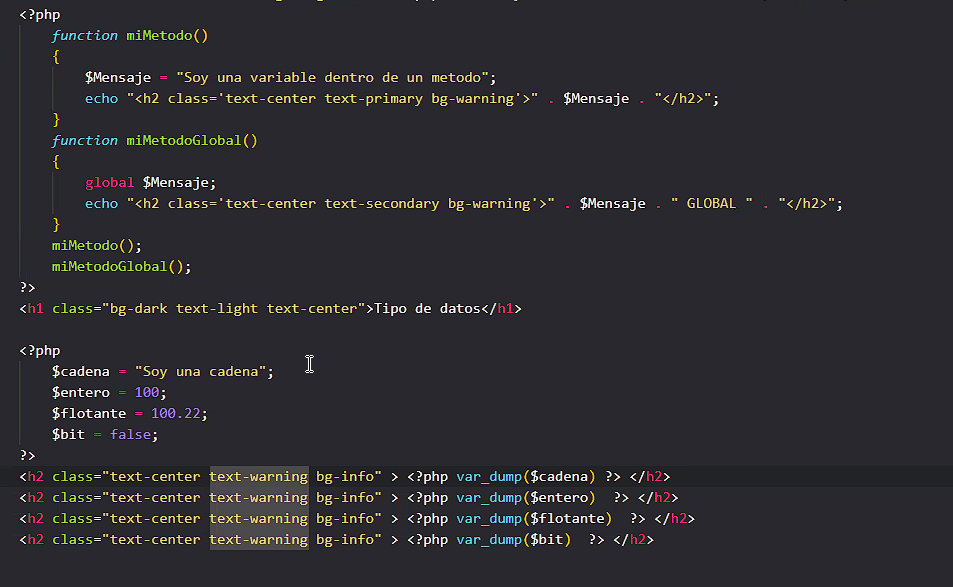 <?php
function miMetodo()
{
$Mensaje = "Soy una variable dentro de un metodo";
echo "<h2 class='text-center text-primary bg-warning'>" . $Mensaje . "</h2>";
}
function miMetodoGlobal()
{
global $Mensaje;
echo "<h2 class='text-center text-secondary bg-warning'>" . $Mensaje . " GLOBAL " . "</h2>";
}
miMetodo();
miMetodoGlobal();
?>
<h1 class="bg-dark text-light text-center">Tipo de datos</h1>
<?php
$cadena = "Soy una cadena";
$entero = 100;
$flotante = 100.22;
$bit = false;
?>
<h2 class="text-center text-warning bg-info" > <?php var_dump($cadena) ?> </h2>
<h2 class="text-center text-warning bg-info" > <?php var_dump($entero)  ?> </h2>
<h2 class="text-center text-warning bg-info" > <?php var_dump($flotante)  ?> </h2>
<h2 class="text-center text-warning bg-info" > <?php var_dump($bit)  ?> </h2>